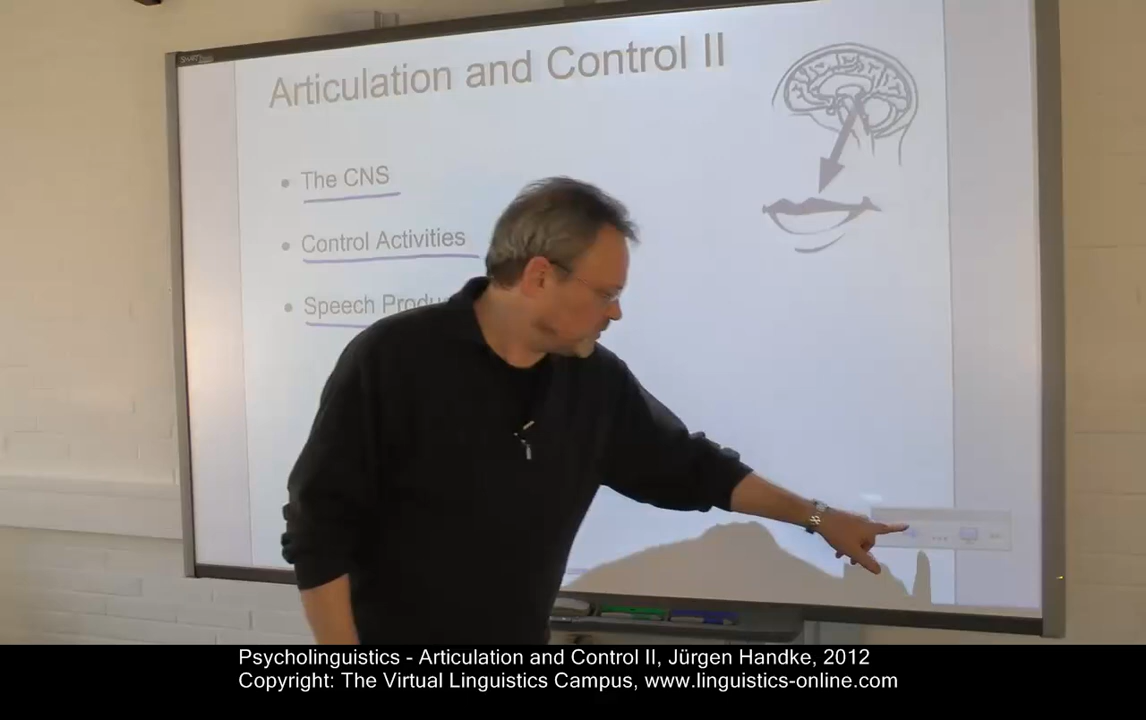 Articulation and Control II
• The CNS
• Control Activities
• Speech
Psycholinguistics - Articulation and Control II, Jürgen Handke, 2012
Copyright: The Virtual Linguistics Campus, www.linguistics-online.com